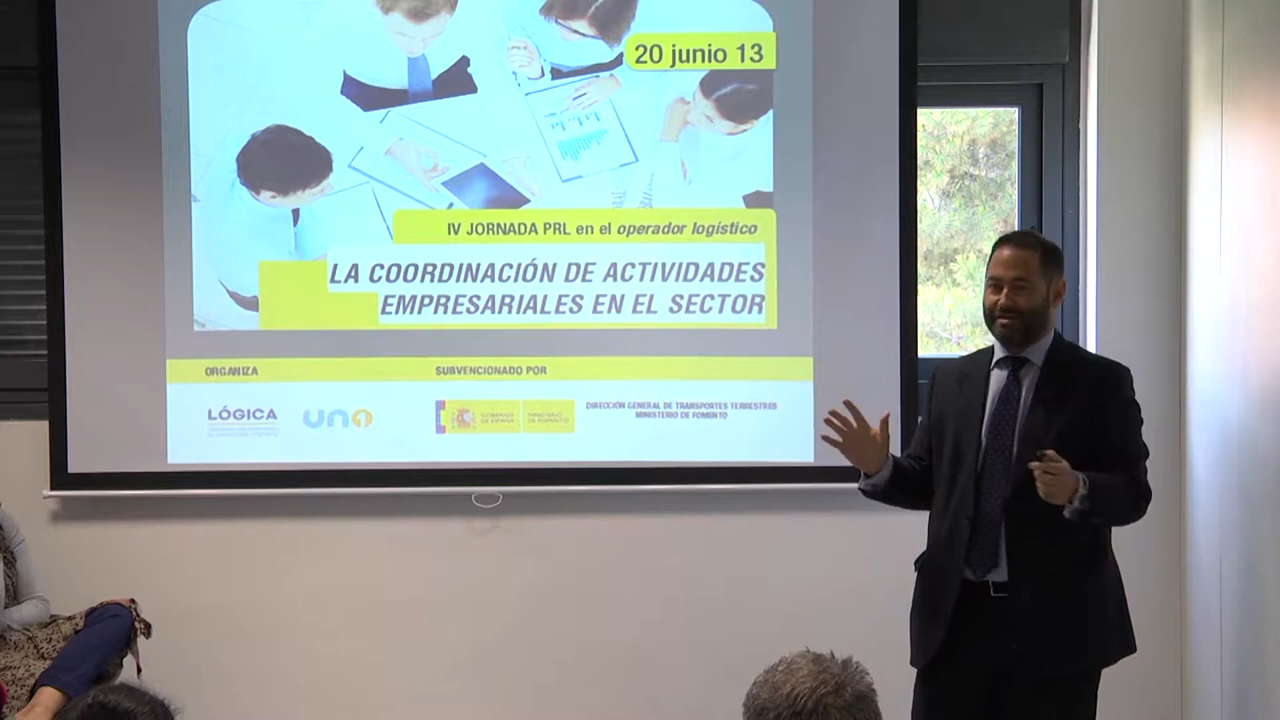 20 junio 13
IV JORNADA PRL en el operador logístico
LA COORDINACIÓN DE ACTIVIDADES
EMPRESARIALES EN EL SECTOR
ORGANIZA
SUBVENCIONADO POR
LÓGICA
UNO
GOBIERNO
DE ESPAÑA
MINISTERIO
DE FOMENTO
DIRECCIÓN GENERAL DE TRANSPORTES TERRESTRES
MINISTERIO DE FOMENTO